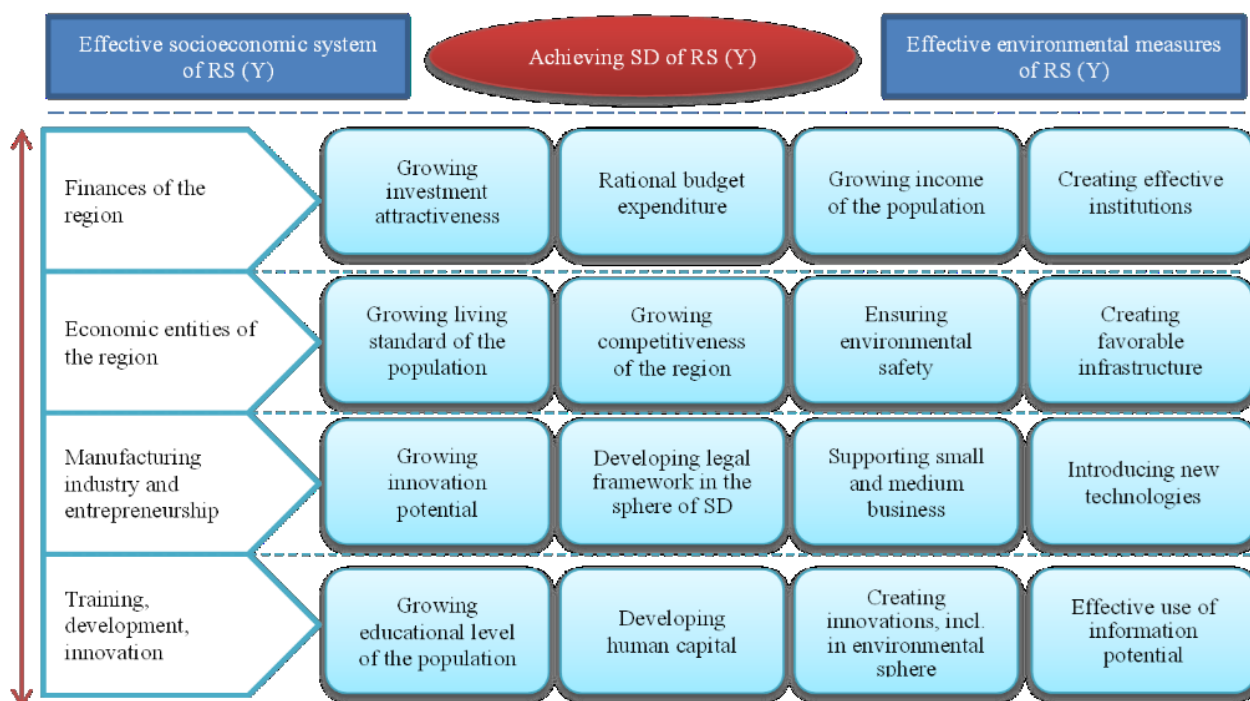 Effective socioeconomic system
of RS (Y)
Achieving SD of RS (Y)
Effective environmental measures
of RS (Y)
Finances of the
region
Growing
investment
attractiveness
Rational budget
expenditure
Growing income
of the population
Creating effective
institutions
Economic entities of
the region
Growing living
standard of the
population
Growing
competitiveness
of the region
Ensuring
environmental
safety
Creating
favorable
infrastructure
Manufacturing
industry and
entrepreneurship
Growing
innovation
potential
Developing legal
framework in the
sphere of SD
Supporting small
and medium
business
Introducing new
technologies
Training,
development,
innovation
Growing
educational level
of the population
Developing
human capital
Creating
innovations, incl.
in environmental
sphere
Effective use of
information
potential